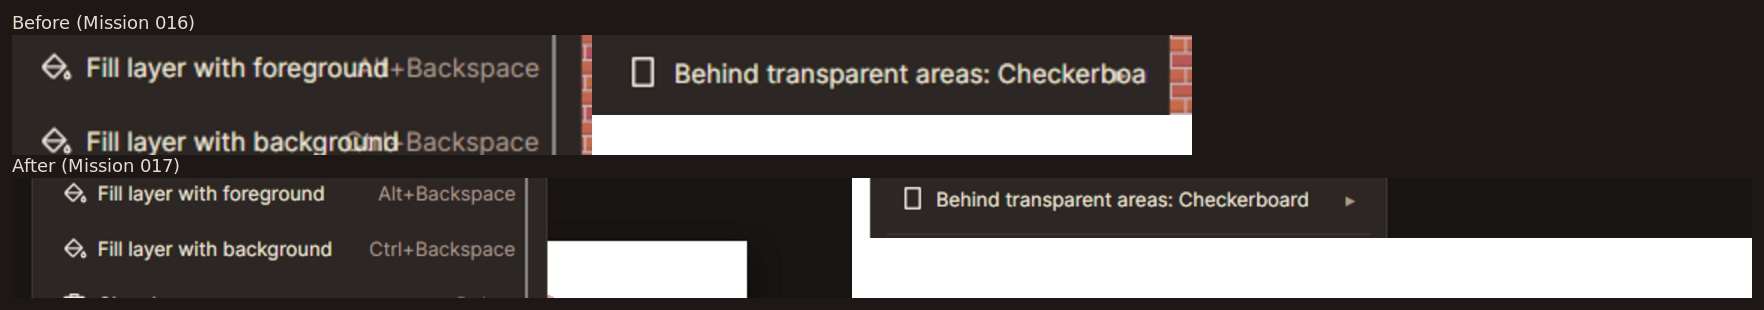 Before (Mission 016)
Fill layer with foreground Alt+Backspace
Behind transparent areas: Checkerboa
Fill layer with background Ctrl+Backspace
After (Mission 017)
Fill layer with foreground Alt+Backspace
Behind transparent areas: Checkerboard
Fill layer with background Ctrl+Backspace